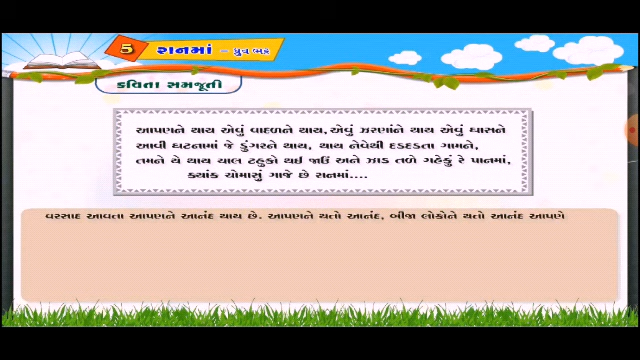 5 રાનમાં – ધ્રુવ ભટ્ટ
કવિતા સમજૂતી
આપણને થાય એવું વાદળને થાય, એવું ઝરણાંને થાય એવું ઘાસને
આવી ઘટનામાં જે ડુંગરને થાય, થાય નેવેથી દડદડતા ગામને,
તમને થે થાય ચાલ ટહુકો થઈ જાઉં અને ઝાડ તળે ગહેકું રે પાનમાં,
ક્યાંક ચોમાસું ગાજે છે રાનમાં....
વરસાદ આવતા આપણને આનંદ થાય છે. આપણને થતો આનંદ, બીજા લોકોને થતો આનંદ આપણે